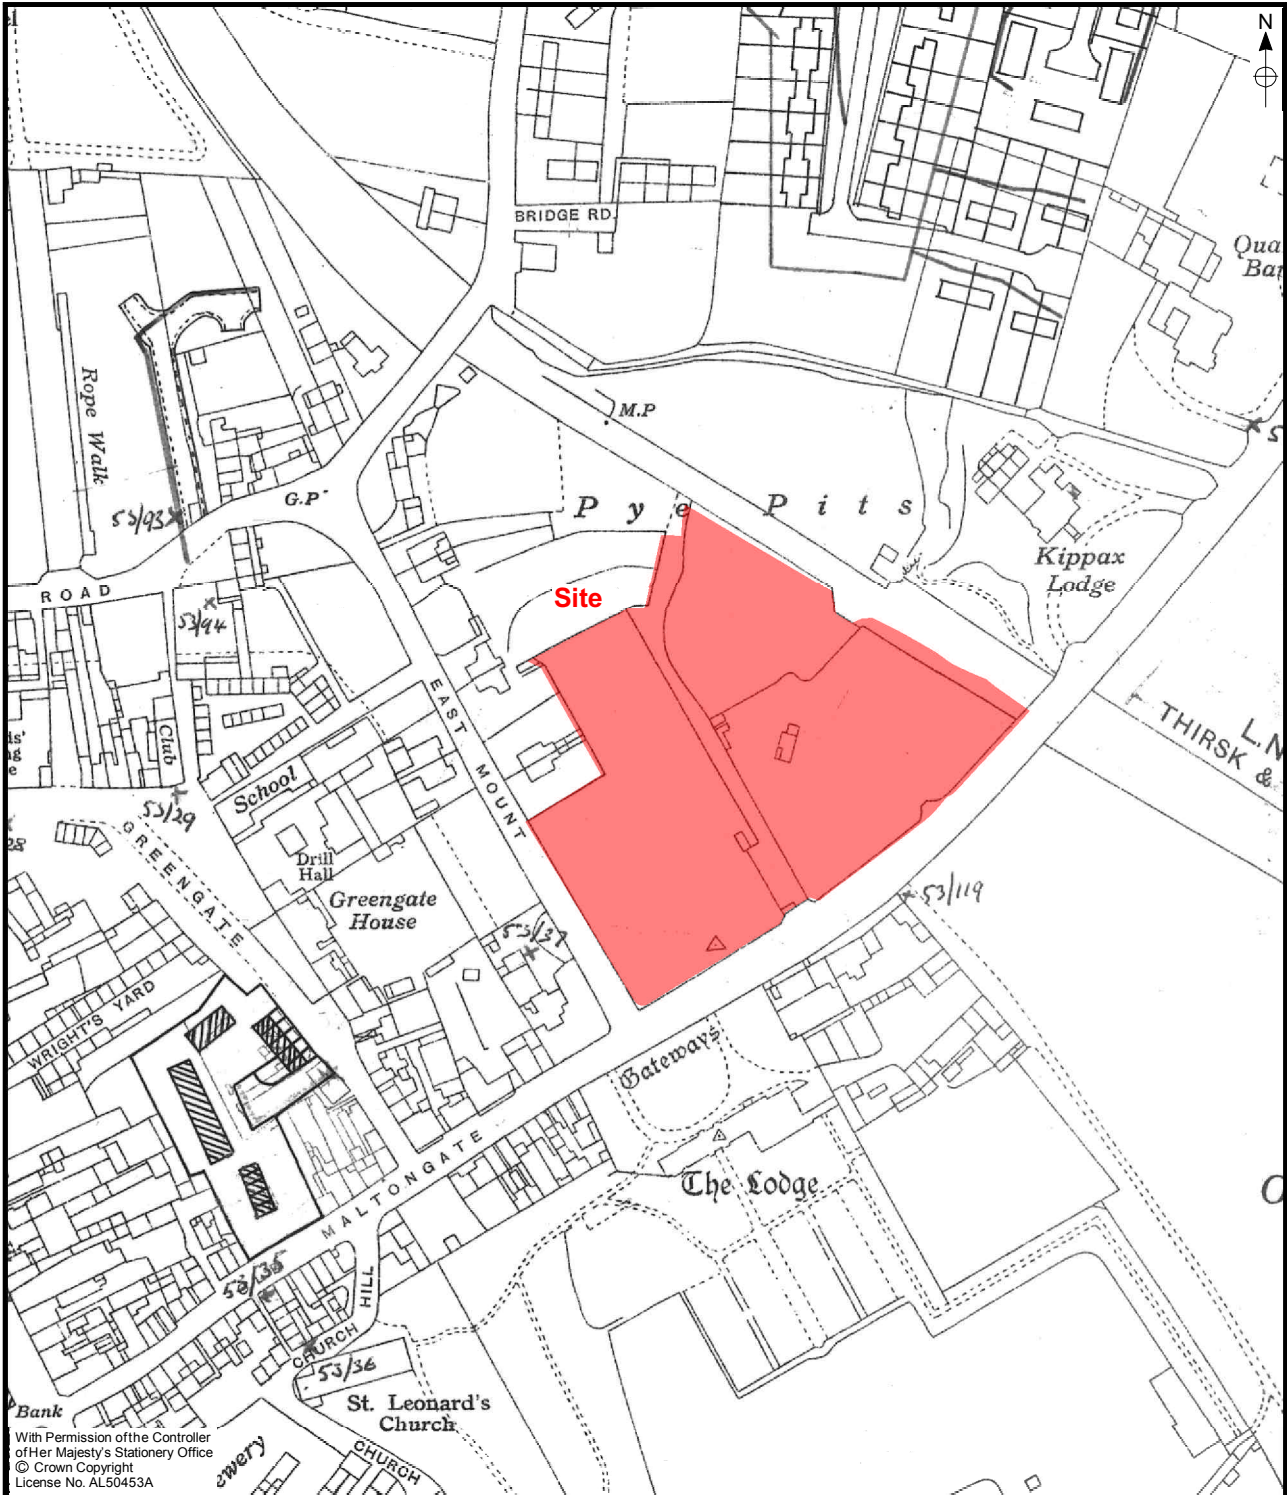 N
BRIDGE RD.
Rope Walk
M.P
G.P
53/93
Pye Pits
Kippax
Lodge
ROAD
53/94
Site
EAST MOUNT
L.N
THIRSK &
Club
School
53/29
GREENGATE
Drill
Hall
Greengate
House
53/37
53/119
WRIGHT'S YARD
Gateways
MALTONGATE
The Lodge
53/35
CHURCH HILL
53/36
St. Leonard's
Church
Bank
CHURCH
With Permission of the Controller
of Her Majesty's Stationery Office
© Crown Copyright
License No. AL50453A